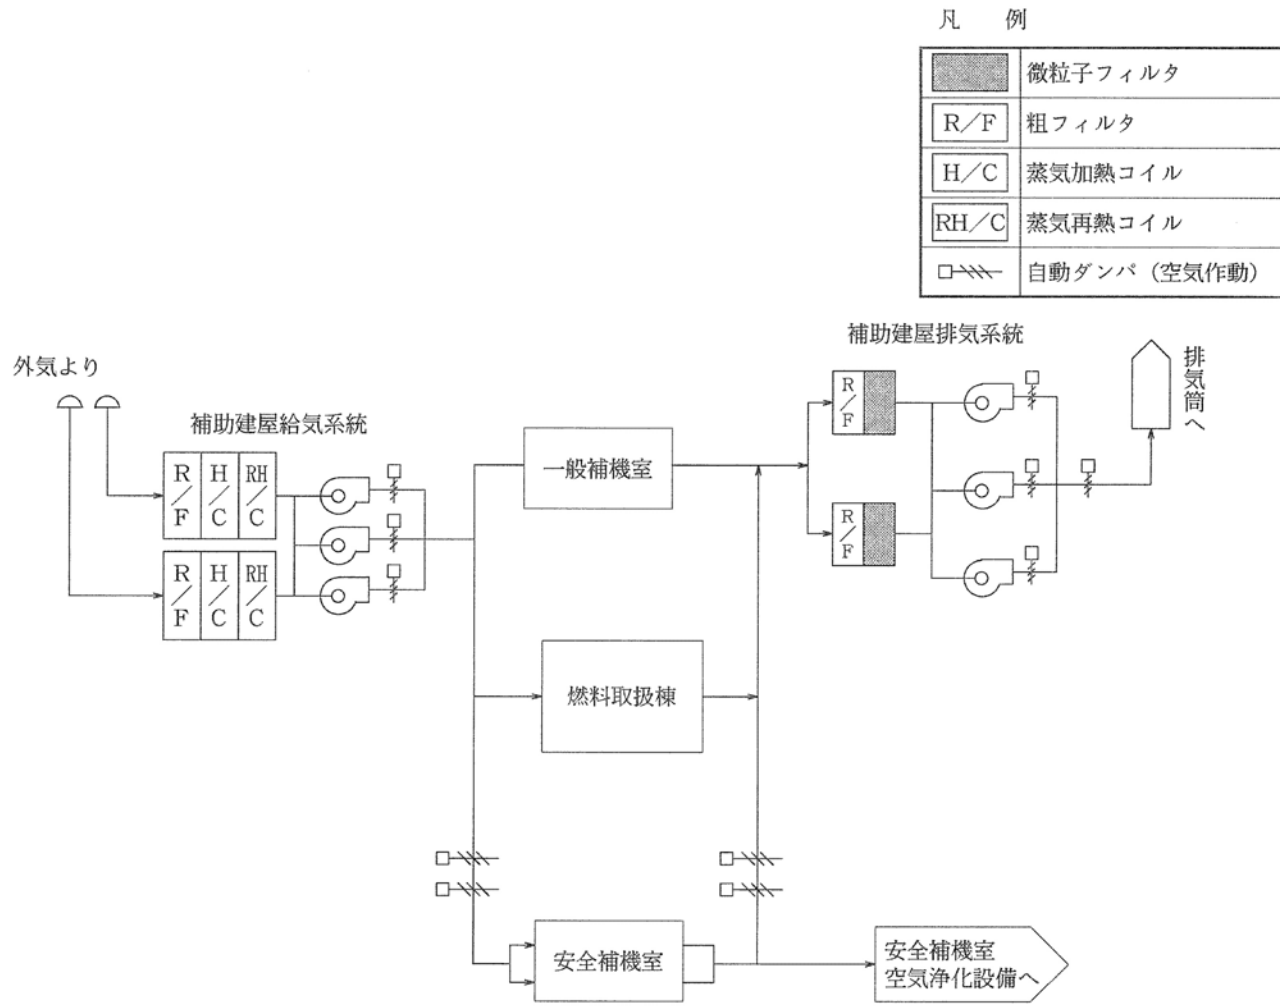 凡 例
微粒子フィルタ
R/F 粗フィルタ
H/C 蒸気加熱コイル
RH/C 蒸気再熱コイル
自動ダンパ（空気作動）
補助建屋排気系統
外気より
補助建屋給気系統
排気筒へ
R/F
R/F
R/F
H/C
RH/C
R/F
H/C
RH/C
一般補機室
燃料取扱棟
安全補機室
安全補機室
空気浄化設備へ